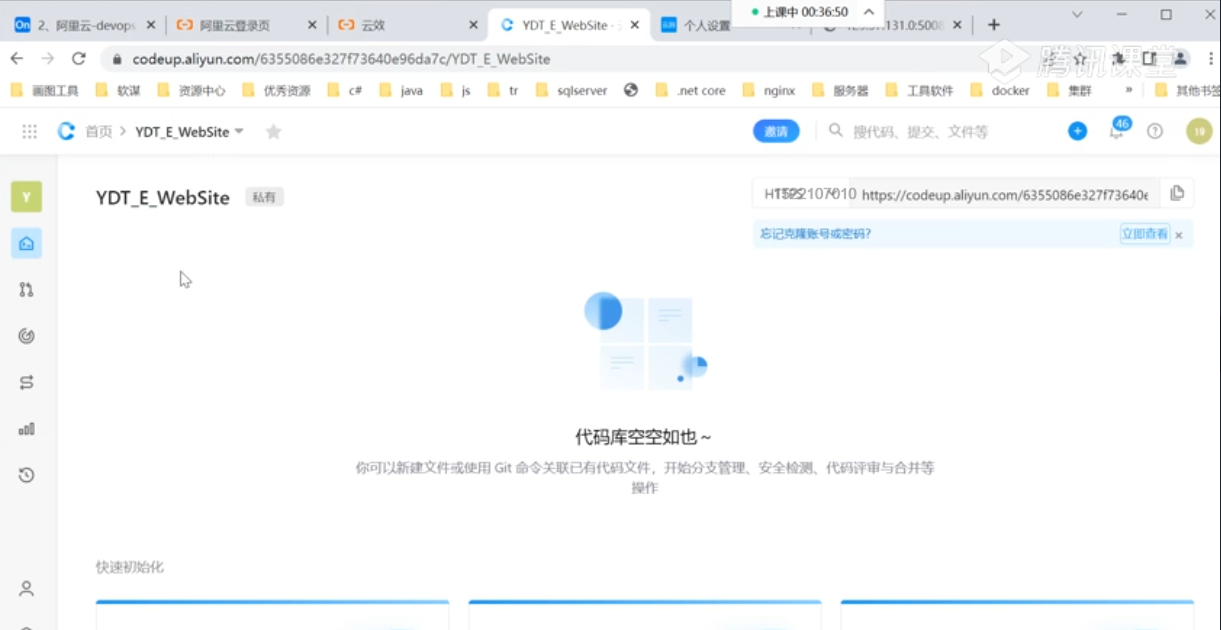 2、阿里云-devops
阿里云登录页
云效
YDT_E_WebSite
个人设置
上课中 00:36:50
codeup.aliyun.com/6355086e327f73640e96da7c/YDT_E_WebSite
腾讯课堂
画图工具 软谋 资源中心 优秀资源 c# java js tr sqlserver .net core nginx 服务器 工具软件 docker 集群 » 其他书签
首页 > YDT_E_WebSite
邀请
搜代码、提交、文件等
46
19
Y
YDT_E_WebSite 私有
https://codeup.aliyun.com/6355086e327f73640e
忘记克隆账号或密码?
立即查看
代码库空空如也~
你可以新建文件或使用 Git 命令关联已有代码文件，开始分支管理、安全检测、代码评审与合并等
操作
快速初始化